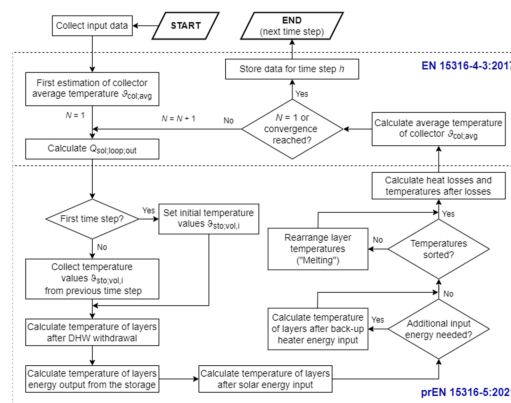 Collect input data
START
END
(next time step)
Store data for time step h
EN 15316-4-3:2017
First estimation of collector
average temperature ϑcol;avg
N = 1
N = N + 1
No
Yes
N = 1 or
convergence
reached?
Calculate average temperature
of collector ϑcol,avg
Calculate Qsol;loop;out
Calculate heat losses and
temperatures after losses
First time step?
Yes
Set initial temperature
values ϑsto;vol,i
No
Yes
Rearrange layer
temperatures
("Melting")
No
Temperatures
sorted?
Collect temperature
values ϑsto;vol,i
from previous time step
No
Calculate temperature
of layers after back-up
heater energy input
Yes
Additional input
energy needed?
Calculate temperature of layers
after DHW withdrawal
Calculate temperature of layers
energy output from the storage
Calculate temperature of layers
after solar energy input
prEN 15316-5:202